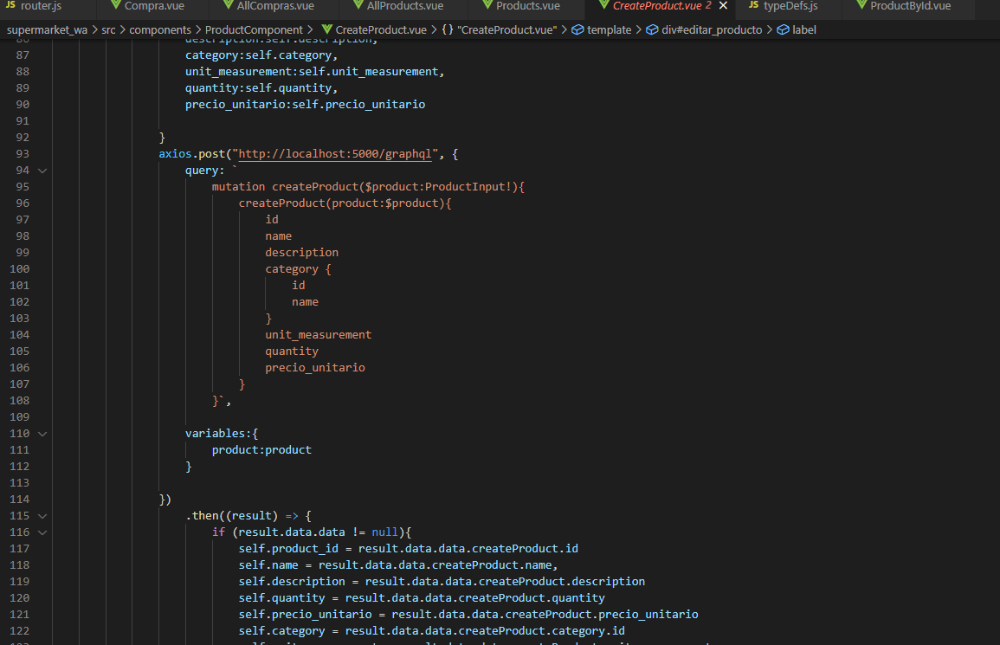 JS router.js Compra.vue AllCompras.vue AllProducts.vue Products.vue CreateProduct.vue 2 × JS typeDefs.js ProductById.vue
supermarket_wa > src > components > ProductComponent > CreateProduct.vue > {} "CreateProduct.vue" > template > div#editar_producto > label
86 description:self.description,
87 category:self.category,
88 unit_measurement:self.unit_measurement,
89 quantity:self.quantity,
90 precio_unitario:self.precio_unitario
91
92 }
93 axios.post("http://localhost:5000/graphql", {
94 query: `
95 mutation createProduct($product:ProductInput!){
96 createProduct(product:$product){
97 id
98 name
99 description
100 category {
101 id
102 name
103 }
104 unit_measurement
105 quantity
106 precio_unitario
107 }
108 }`,
109
110 variables:{
111 product:product
112 }
113
114 })
115 .then((result) => {
116 if (result.data.data != null){
117 self.product_id = result.data.data.createProduct.id
118 self.name = result.data.data.createProduct.name,
119 self.description = result.data.data.createProduct.description
120 self.quantity = result.data.data.createProduct.quantity
121 self.precio_unitario = result.data.data.createProduct.precio_unitario
122 self.category = result.data.data.createProduct.category.id